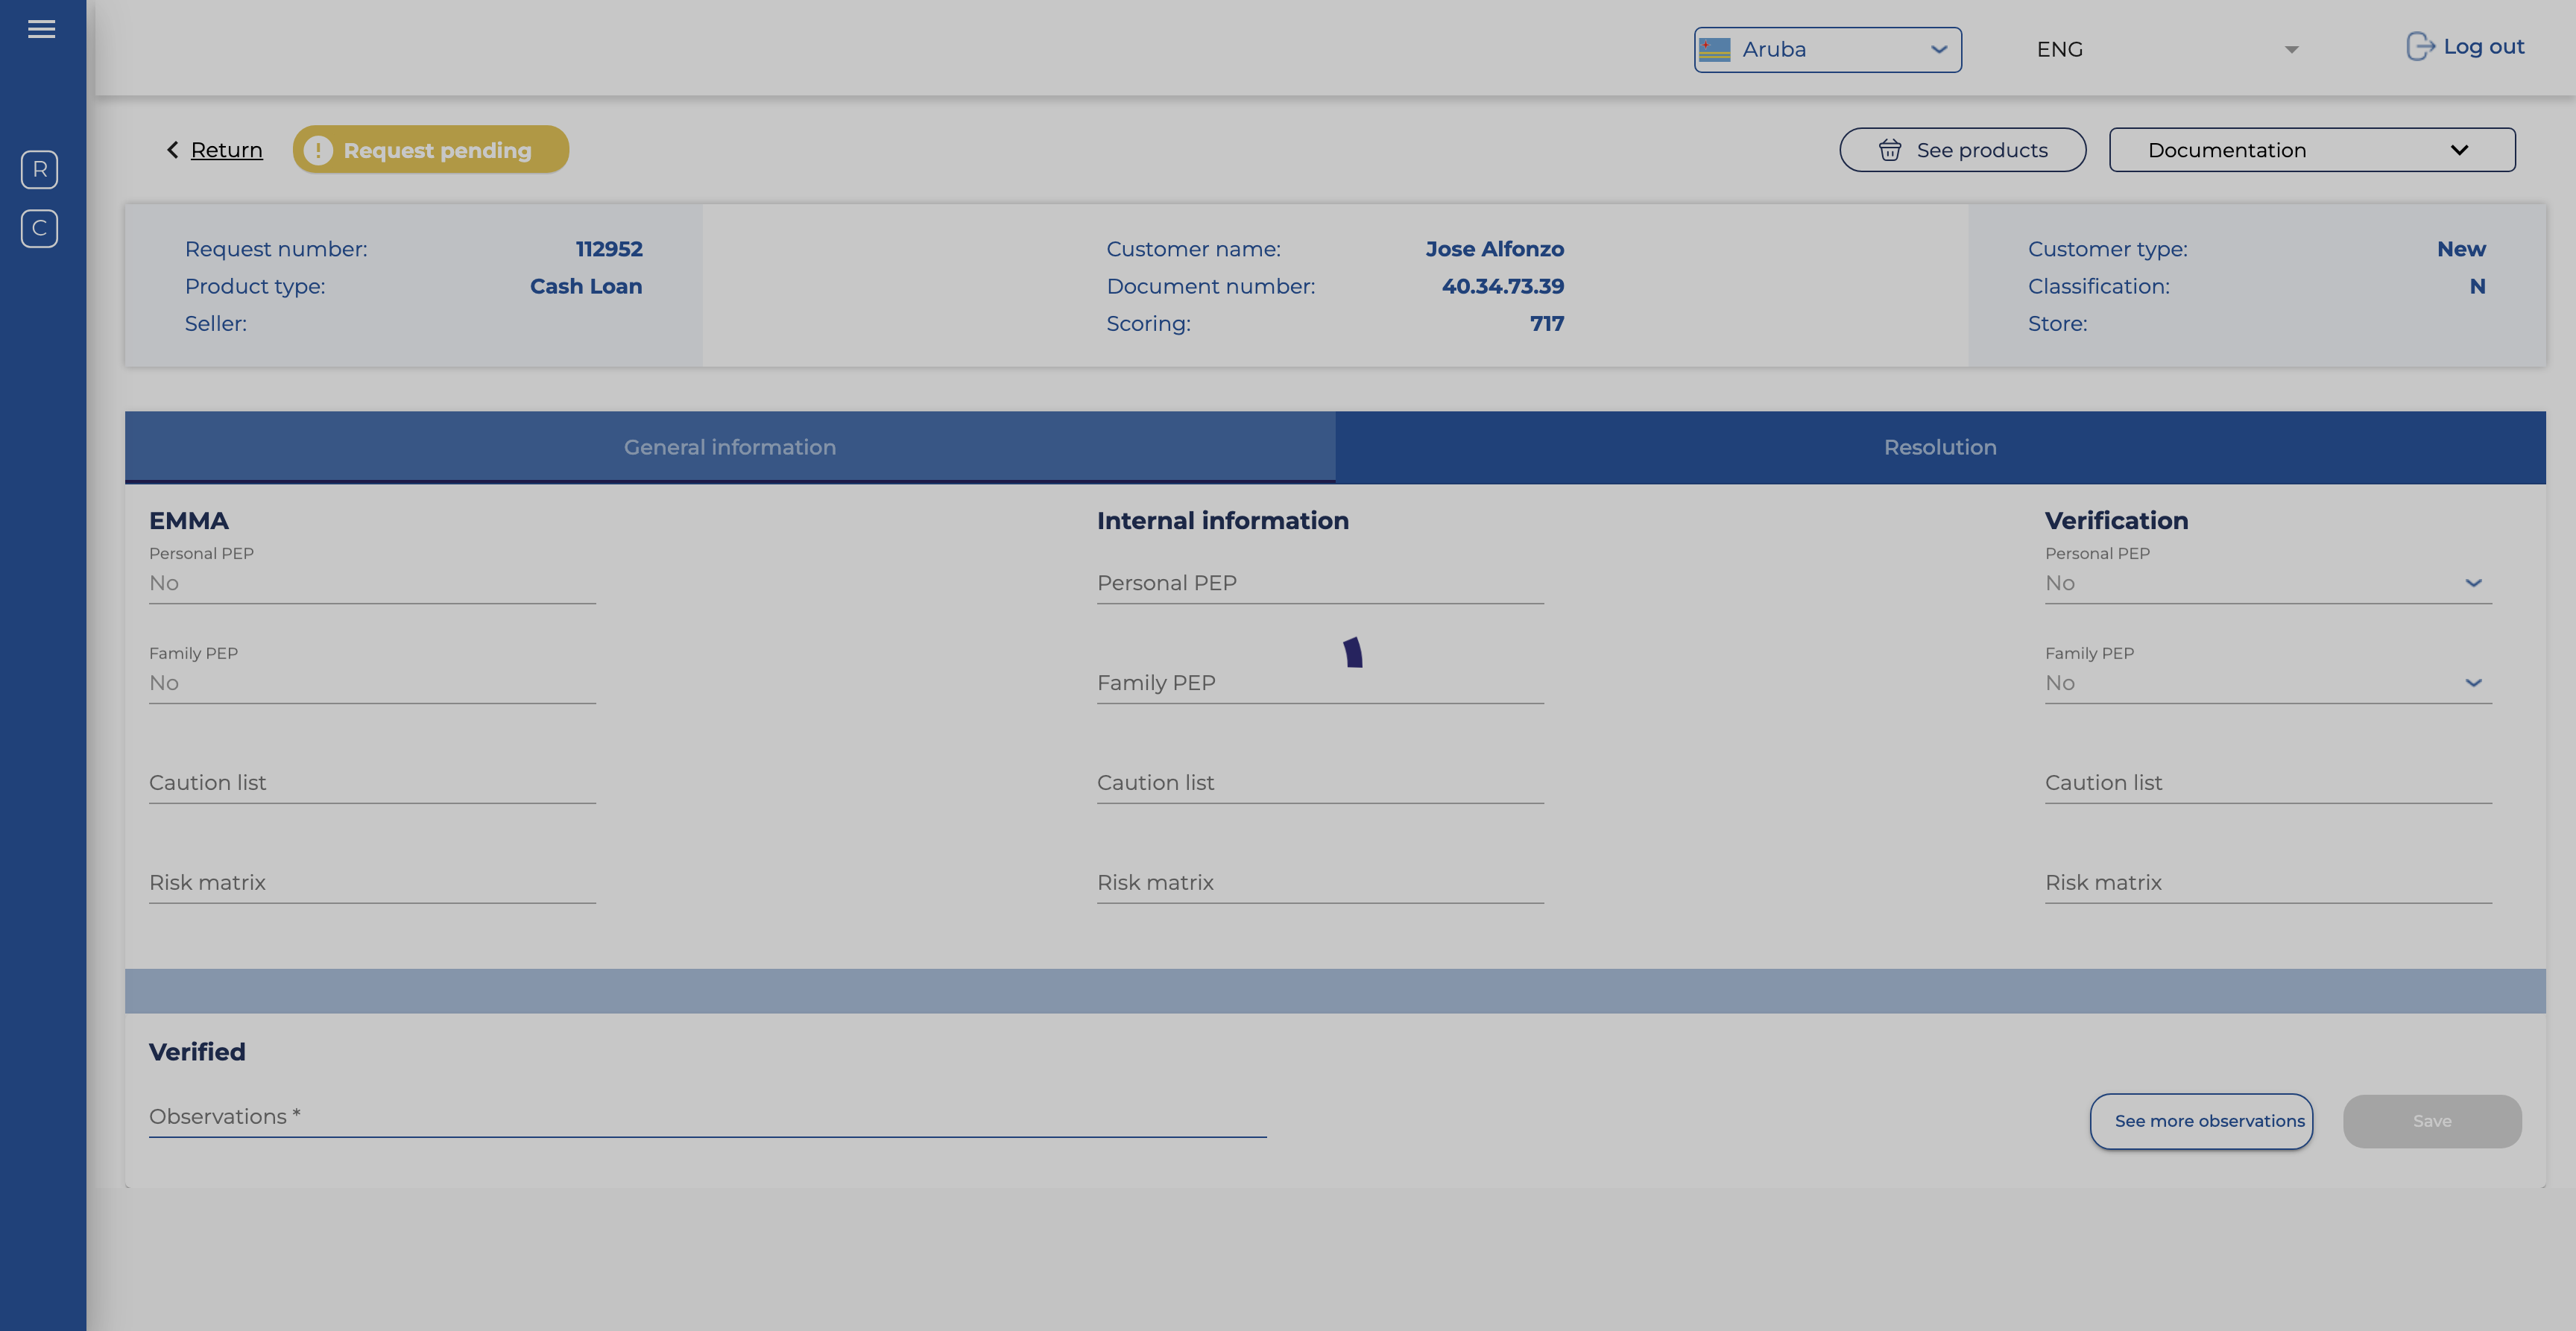 Aruba
ENG
Log out
R
C
Return
Request pending
See products
Documentation
Request number: 112952
Product type: Cash Loan
Seller:
Customer name: Jose Alfonzo
Document number: 40.34.73.39
Scoring: 717
Customer type: New
Classification: N
Store:
General information
Resolution
EMMA
Personal PEP
No
Family PEP
No
Caution list
Risk matrix
Internal information
Personal PEP
Family PEP
Caution list
Risk matrix
Verification
Personal PEP
No
Family PEP
No
Caution list
Risk matrix
Verified
Observations *
See more observations
Save